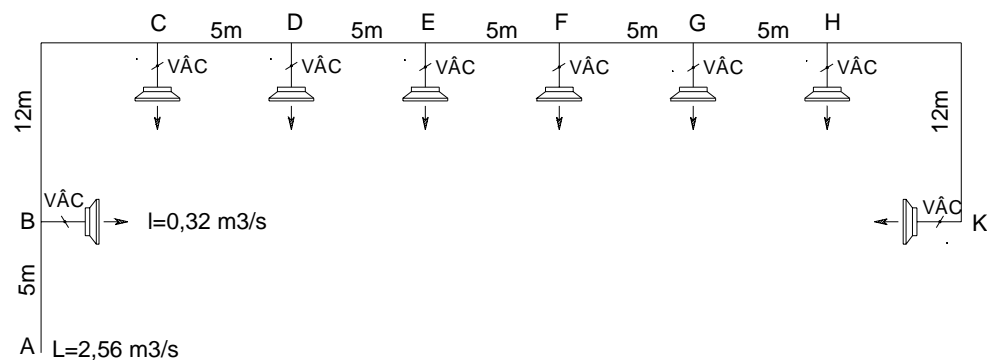 C D E F G H
5m 5m 5m 5m 5m
VÂC VÂC VÂC VÂC VÂC VÂC
12m 12m
VÂC VÂC
B l=0,32 m3/s K
5m
A L=2,56 m3/s